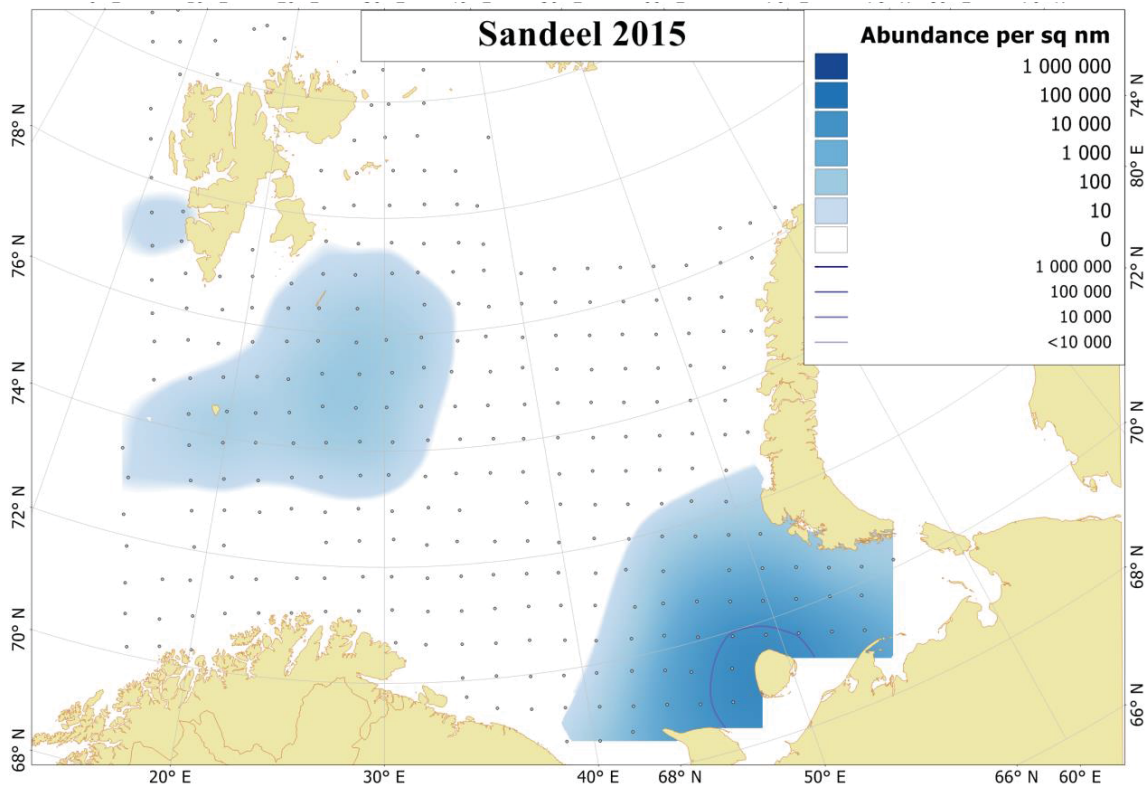 Sandeel 2015
Abundance per sq nm
1 000 000
100 000
10 000
1 000
100
10
0
1 000 000
100 000
10 000
<10 000
78° N
76° N
74° N
72° N
70° N
68° N
74° N
80° E
72° N
70° N
68° N
66° N
20° E
30° E
40° E
68° N
50° E
66° N
60° E